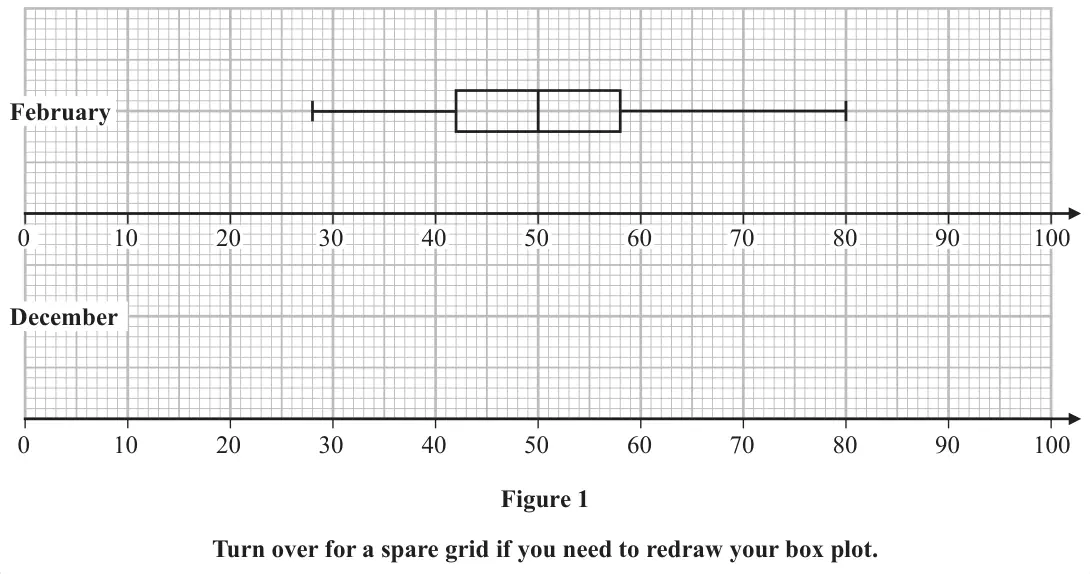 February
0 10 20 30 40 50 60 70 80 90 100
December
0 10 20 30 40 50 60 70 80 90 100
Figure 1
Turn over for a spare grid if you need to redraw your box plot.